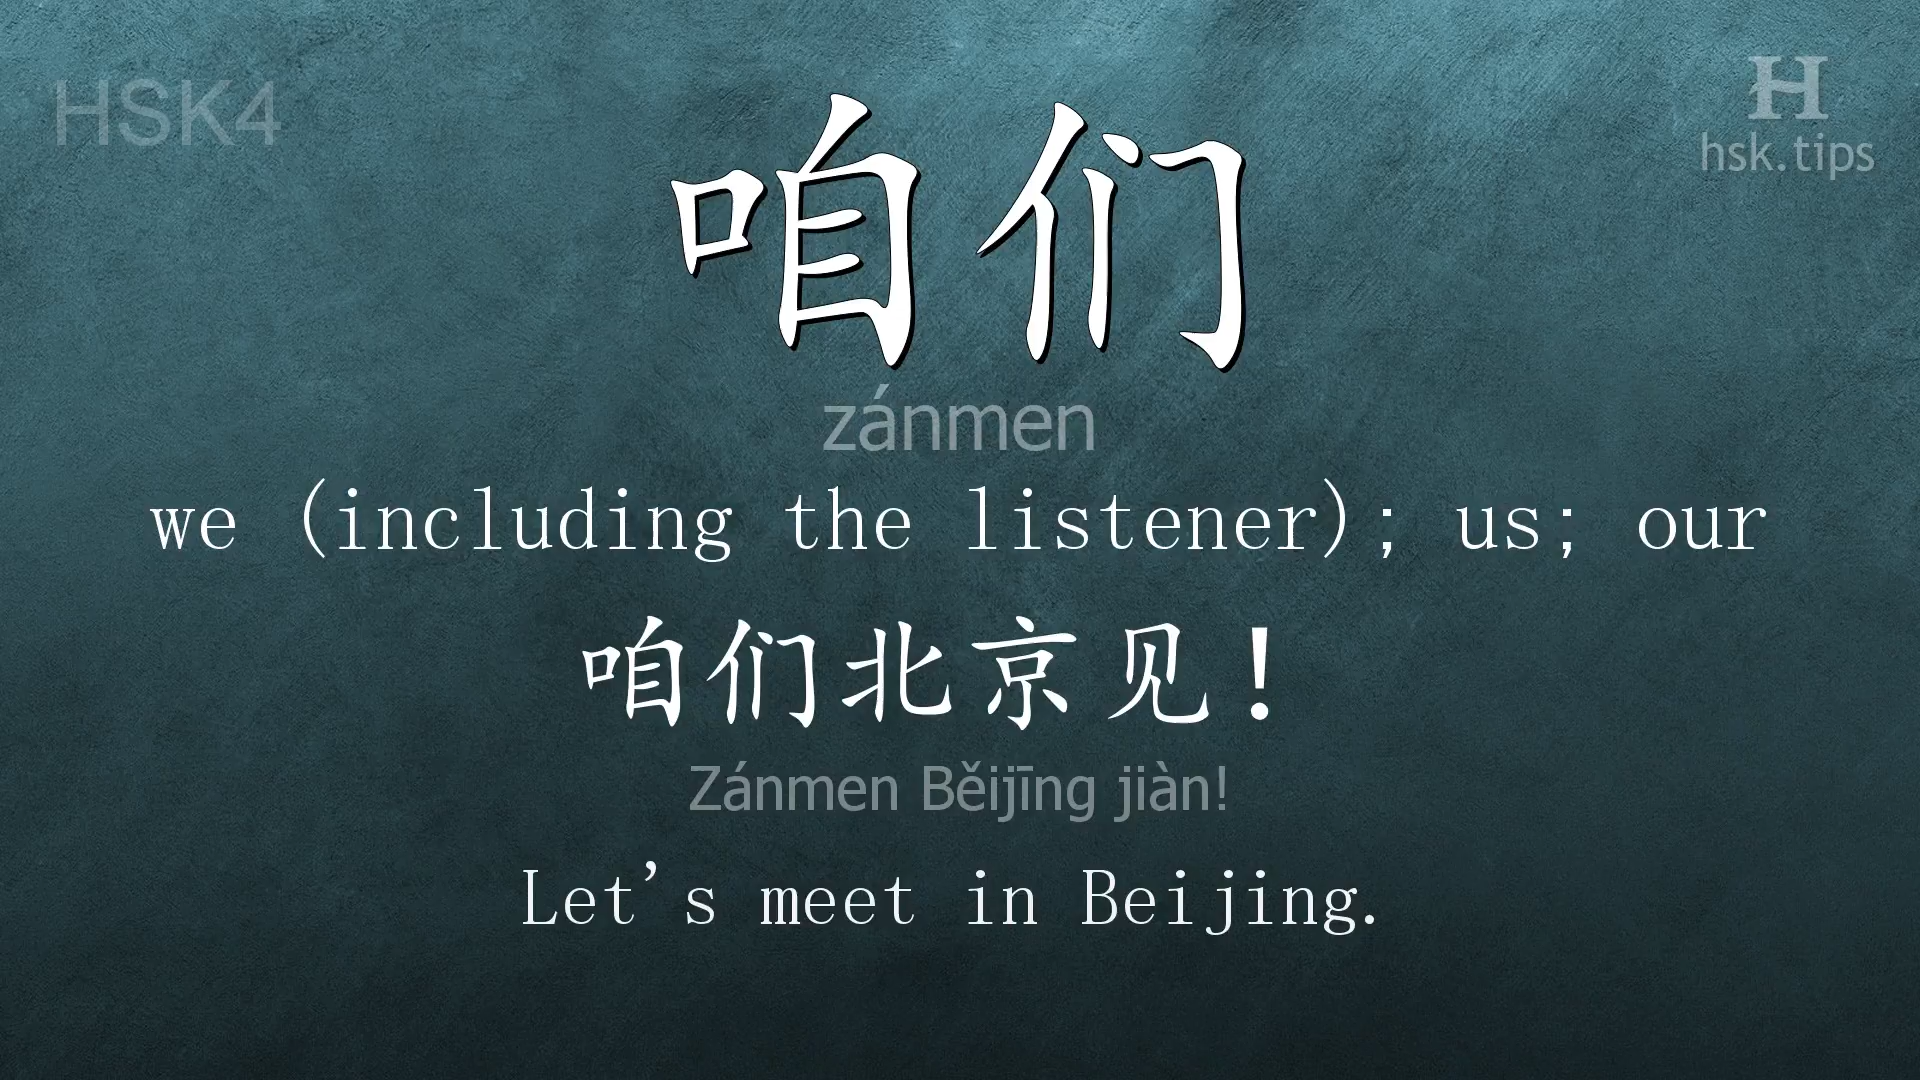 HSK4
H
hsk.tips
咱们
zánmen
we (including the listener); us; our
咱们北京见！
Zánmen Běijīng jiàn!
Let's meet in Beijing.